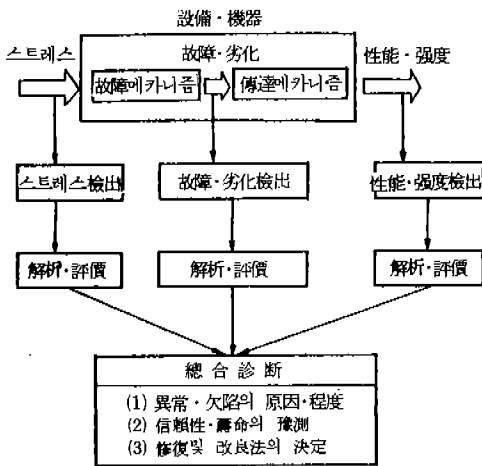 設備·機器
스트레스
故障·劣化
性能·强度
故障메카니즘
傳達메카니즘
스트레스檢出
故障·劣化檢出
性能·强度檢出
解析·評價
解析·評價
解析·評價
總合診断
(1) 異常·欠陷의 原因·程度
(2) 信賴性·壽命의 豫測
(3) 修復및 改良法의 決定